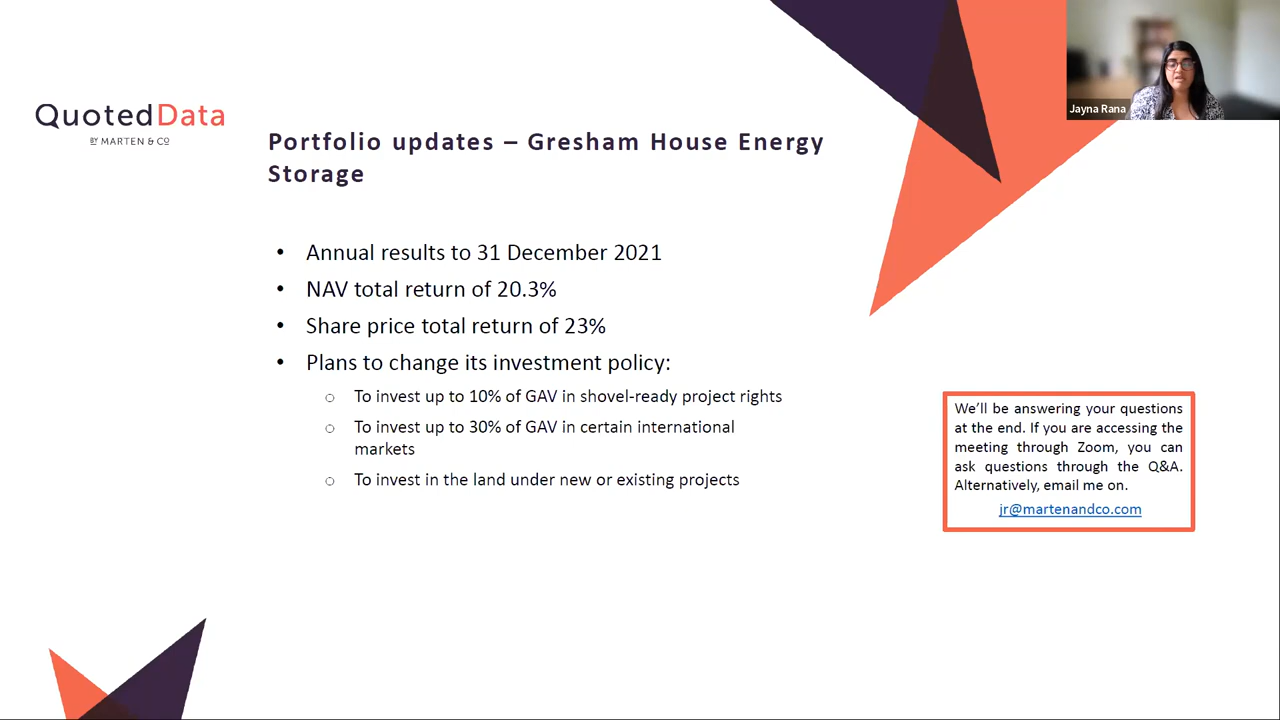 QuotedData
BY MARTEN & CO
Jayna Rana
Portfolio updates – Gresham House Energy
Storage
• Annual results to 31 December 2021
• NAV total return of 20.3%
• Share price total return of 23%
• Plans to change its investment policy:
○ To invest up to 10% of GAV in shovel-ready project rights
○ To invest up to 30% of GAV in certain international
markets
○ To invest in the land under new or existing projects
We’ll be answering your questions
at the end. If you are accessing the
meeting through Zoom, you can
ask questions through the Q&A.
Alternatively, email me on.
jr@martenandco.com